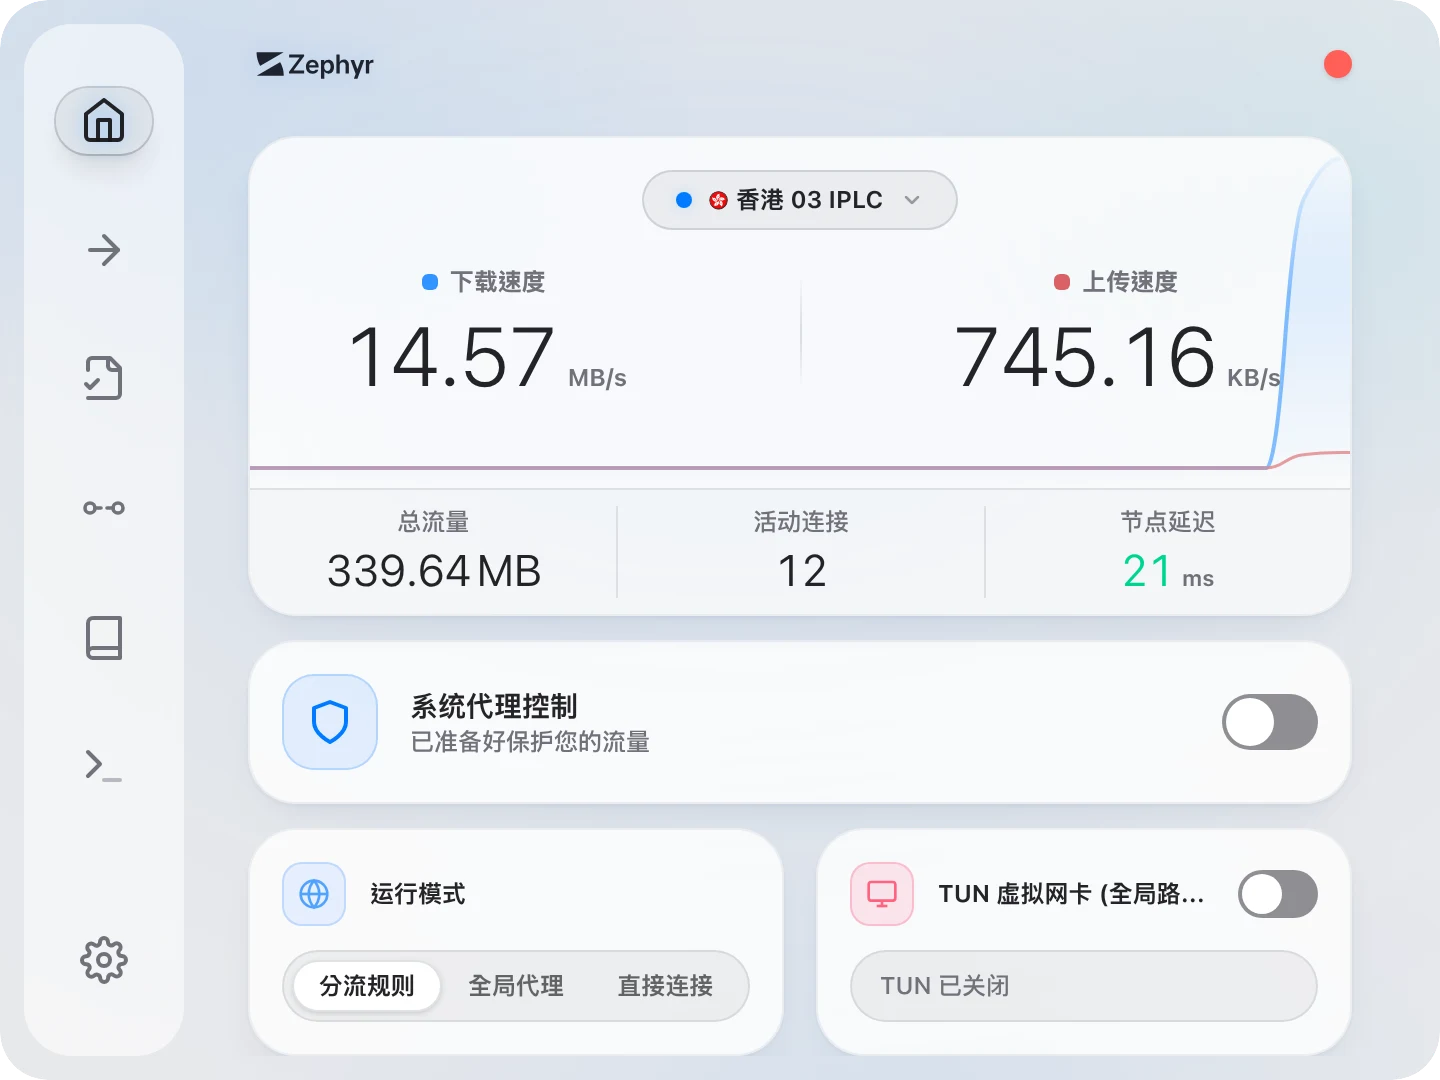 Zephyr
香港 03 IPLC
下载速度
14.57 MB/s
上传速度
745.16 KB/s
总流量
339.64 MB
活动连接
12
节点延迟
21 ms
系统代理控制
已准备好保护您的流量
运行模式
分流规则 全局代理 直接连接
TUN 虚拟网卡 (全局路...
TUN 已关闭